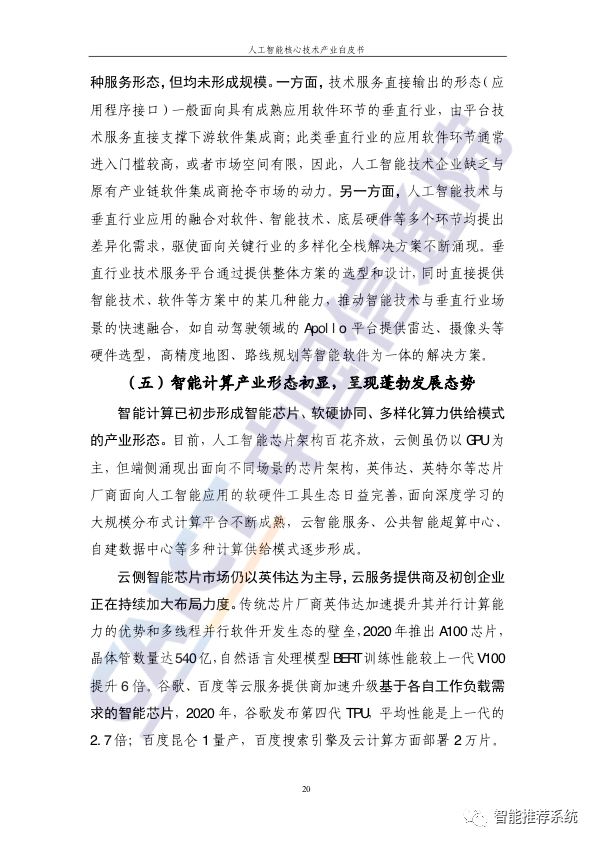 人工智能核心技术产业白皮书
种服务形态，但均未形成规模。一方面，技术服务直接输出的形态（应
用程序接口）一般面向具有成熟应用软件环节的垂直行业，由平台技
术服务直接支撑下游软件集成商；此类垂直行业的应用软件环节通常
进入门槛较高，或者市场空间有限，因此，人工智能技术企业缺乏与
原有产业链软件集成商抢夺市场的动力。另一方面，人工智能技术与
垂直行业应用的融合对软件、智能技术、底层硬件等多个环节均提出
差异化需求，驱使面向关键行业的多样化全栈解决方案不断涌现。垂
直行业技术服务平台通过提供整体方案的选型和设计，同时直接提供
智能技术、软件等方案中的某几种能力，推动智能技术与垂直行业场
景的快速融合，如自动驾驶领域的 Apollo 平台提供雷达、摄像头等
硬件选型，高精度地图、路线规划等智能软件为一体的解决方案。
（五）智能计算产业形态初显，呈现蓬勃发展态势
智能计算已初步形成智能芯片、软硬协同、多样化算力供给模式
的产业形态。目前，人工智能芯片架构百花齐放，云侧虽仍以 GPU 为
主，但端侧涌现出面向不同场景的芯片架构，英伟达、英特尔等芯片
厂商面向人工智能应用的软硬件工具生态日益完善，面向深度学习的
大规模分布式计算平台不断成熟，云智能服务、公共智能超算中心、
自建数据中心等多种计算供给模式逐步形成。
云侧智能芯片市场仍以英伟达为主导，云服务提供商及初创企业
正在持续加大布局力度。传统芯片厂商英伟达加速提升其并行计算能
力的优势和多线程并行软件开发生态的壁垒，2020 年推出 A100 芯片，
晶体管数量达 540 亿，自然语言处理模型 BERT 训练性能较上一代 V100
提升 6 倍。谷歌、百度等云服务提供商加速升级基于各自工作负载需
求的智能芯片，2020 年，谷歌发布第四代 TPU，平均性能是上一代的
2.7 倍；百度昆仑 1 量产，百度搜索引擎及云计算方面部署 2 万片。
20
CAICT 中国信通院
智能推荐系统